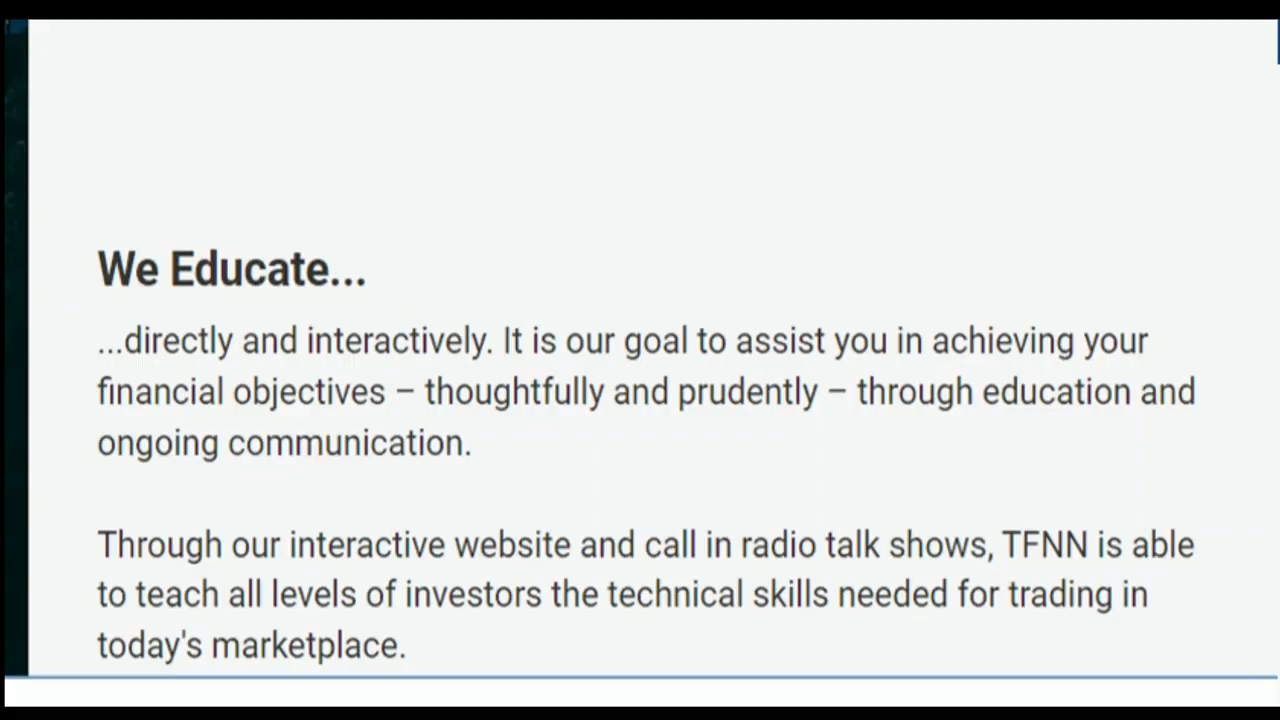 We Educate...
...directly and interactively. It is our goal to assist you in achieving your
financial objectives – thoughtfully and prudently – through education and
ongoing communication.
Through our interactive website and call in radio talk shows, TFNN is able
to teach all levels of investors the technical skills needed for trading in
today's marketplace.